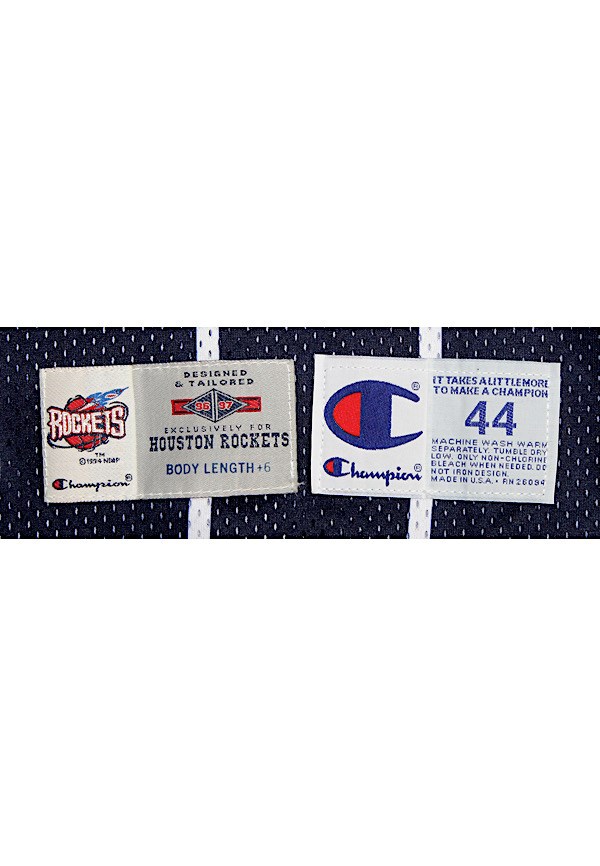 ROCKETS
TM
©1994 NBAP
Champion®
DESIGNED
& TAILORED
96 97
EXCLUSIVELY FOR
HOUSTON ROCKETS
BODY LENGTH +6
®
Champion®
IT TAKES A LITTLE MORE
TO MAKE A CHAMPION
44
MACHINE WASH WARM
SEPARATELY. TUMBLE DRY
LOW. ONLY NON-CHLORINE
BLEACH WHEN NEEDED. DO
NOT IRON DESIGN.
MADE IN U.S.A. • RN 26094